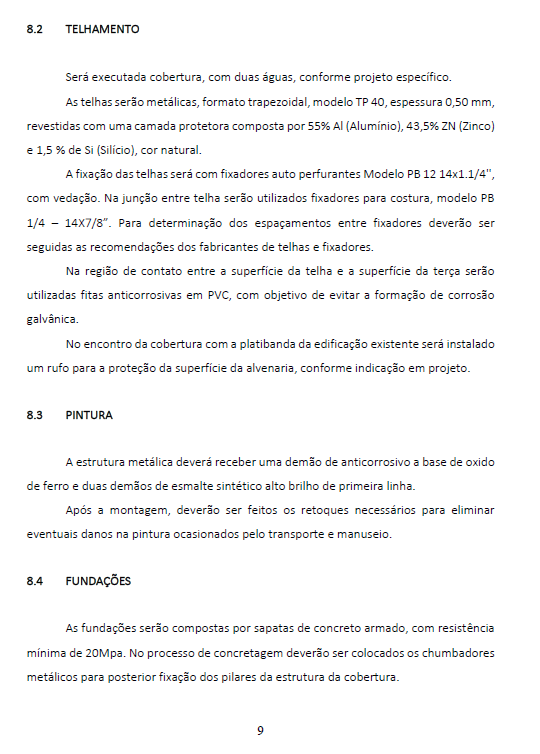 8.2 TELHAMENTO
Será executada cobertura, com duas águas, conforme projeto específico.
As telhas serão metálicas, formato trapezoidal, modelo TP 40, espessura 0,50 mm,
revestidas com uma camada protetora composta por 55% Al (Alumínio), 43,5% ZN (Zinco)
e 1,5 % de Si (Silício), cor natural.
A fixação das telhas será com fixadores auto perfurantes Modelo PB 12 14x1.1/4",
com vedação. Na junção entre telha serão utilizados fixadores para costura, modelo PB
1/4 – 14X7/8”. Para determinação dos espaçamentos entre fixadores deverão ser
seguidas as recomendações dos fabricantes de telhas e fixadores.
Na região de contato entre a superfície da telha e a superfície da terça serão
utilizadas fitas anticorrosivas em PVC, com objetivo de evitar a formação de corrosão
galvânica.
No encontro da cobertura com a platibanda da edificação existente será instalado
um rufo para a proteção da superfície da alvenaria, conforme indicação em projeto.
8.3 PINTURA
A estrutura metálica deverá receber uma demão de anticorrosivo a base de oxido
de ferro e duas demãos de esmalte sintético alto brilho de primeira linha.
Após a montagem, deverão ser feitos os retoques necessários para eliminar
eventuais danos na pintura ocasionados pelo transporte e manuseio.
8.4 FUNDAÇÕES
As fundações serão compostas por sapatas de concreto armado, com resistência
mínima de 20Mpa. No processo de concretagem deverão ser colocados os chumbadores
metálicos para posterior fixação dos pilares da estrutura da cobertura.
9